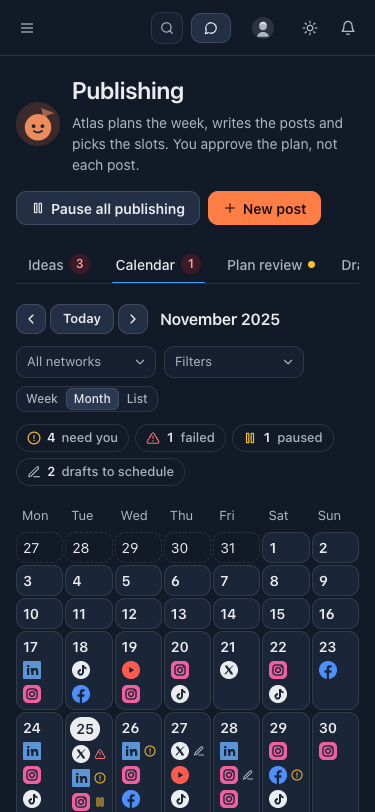 Publishing
Atlas plans the week, writes the posts and
picks the slots. You approve the plan, not
each post.
Pause all publishing
+ New post
Ideas 3 Calendar 1 Plan review Dra
Today November 2025
All networks Filters
Week Month List
4 need you 1 failed 1 paused
2 drafts to schedule
Mon Tue Wed Thu Fri Sat Sun
27 28 29 30 31 1 2
3 4 5 6 7 8 9
10 11 12 13 14 15 16
17 18 19 20 21 22 23
24 25 26 27 28 29 30